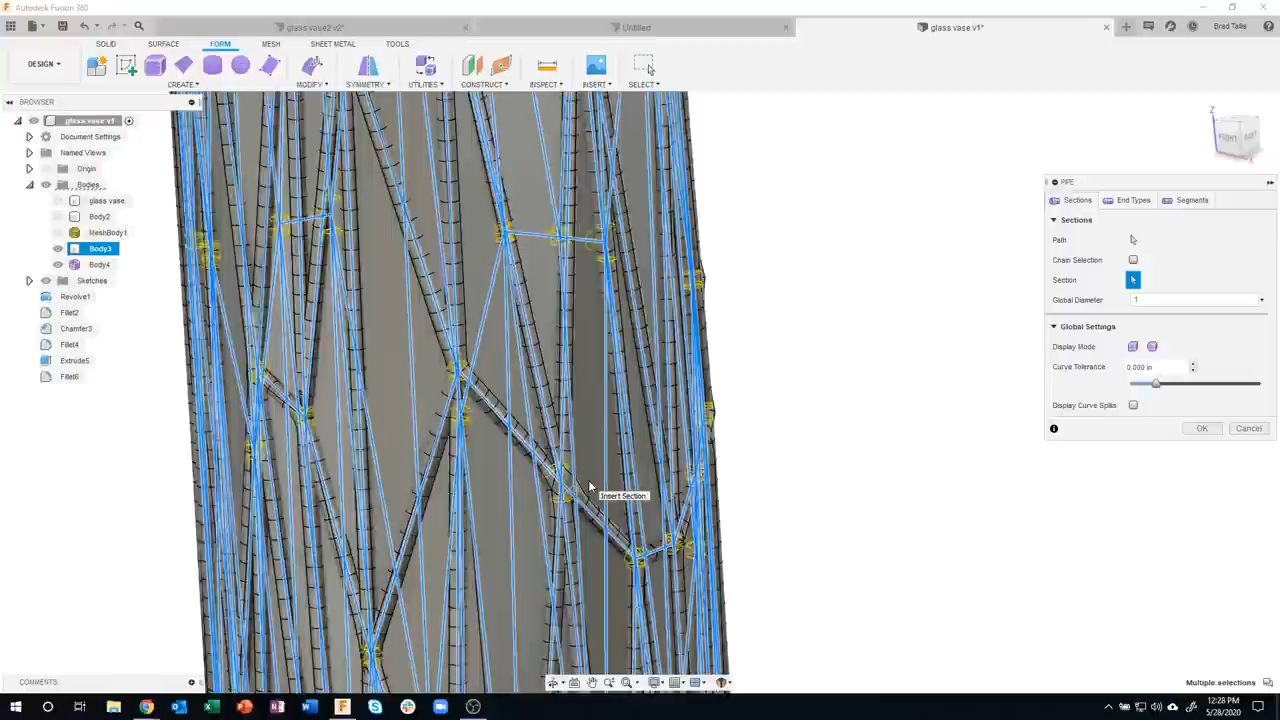 Autodesk Fusion 360
glass vase2 v2*
Untitled
glass vase v1*
Brad Tallis
SOLID
SURFACE
FORM
MESH
SHEET METAL
TOOLS
DESIGN
CREATE
MODIFY
SYMMETRY
UTILITIES
CONSTRUCT
INSPECT
INSERT
SELECT
BROWSER
glass vase v1
Document Settings
Named Views
Origin
Bodies
glass vase
Body2
MeshBody1
Body3
Body4
Sketches
Revolve1
Fillet2
Chamfer3
Fillet4
Extrude5
Fillet6
Z
FRONT
RIGHT
PIPE
Sections
End Types
Segments
Sections
Path
Chain Selection
Section
Global Diameter
1
Global Settings
Display Mode
Curve Tolerance
0.000 in
Display Curve Splits
OK
Cancel
Insert Section
COMMENTS
Multiple selections
12:28 PM
5/28/2020